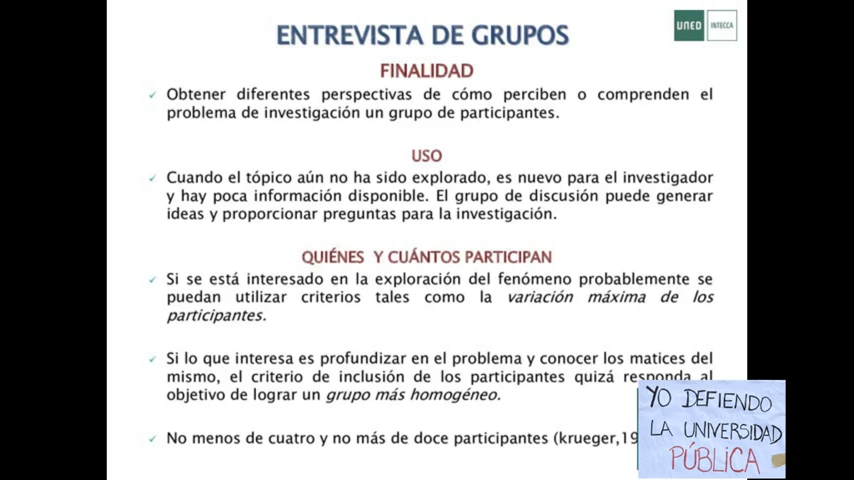 ENTREVISTA DE GRUPOS
UNED
INTECCA
FINALIDAD
✓ Obtener diferentes perspectivas de cómo perciben o comprenden el
problema de investigación un grupo de participantes.
USO
✓ Cuando el tópico aún no ha sido explorado, es nuevo para el investigador
y hay poca información disponible. El grupo de discusión puede generar
ideas y proporcionar preguntas para la investigación.
QUIÉNES Y CUÁNTOS PARTICIPAN
✓ Si se está interesado en la exploración del fenómeno probablemente se
puedan utilizar criterios tales como la variación máxima de los
participantes.
✓ Si lo que interesa es profundizar en el problema y conocer los matices del
mismo, el criterio de inclusión de los participantes quizá responda al
objetivo de lograr un grupo más homogéneo.
✓ No menos de cuatro y no más de doce participantes (krueger,19
YO DEFIENDO
LA UNIVERSIDAD
PÚBLICA